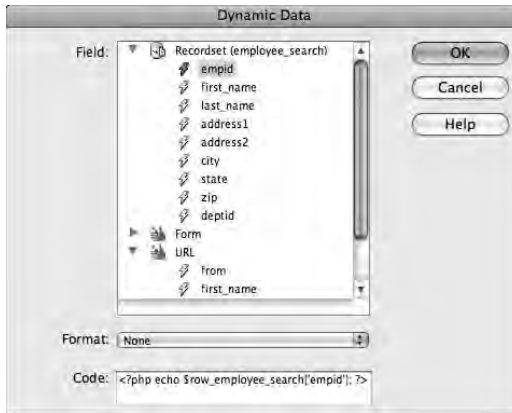 Dynamic Data
Field:
Recordset (employee_search)
empid
first_name
last_name
address1
address2
city
state
zip
deptid
Form
URL
from
first_name
OK
Cancel
Help
Format: None
Code: <?php echo $row_employee_search['empid']; ?>